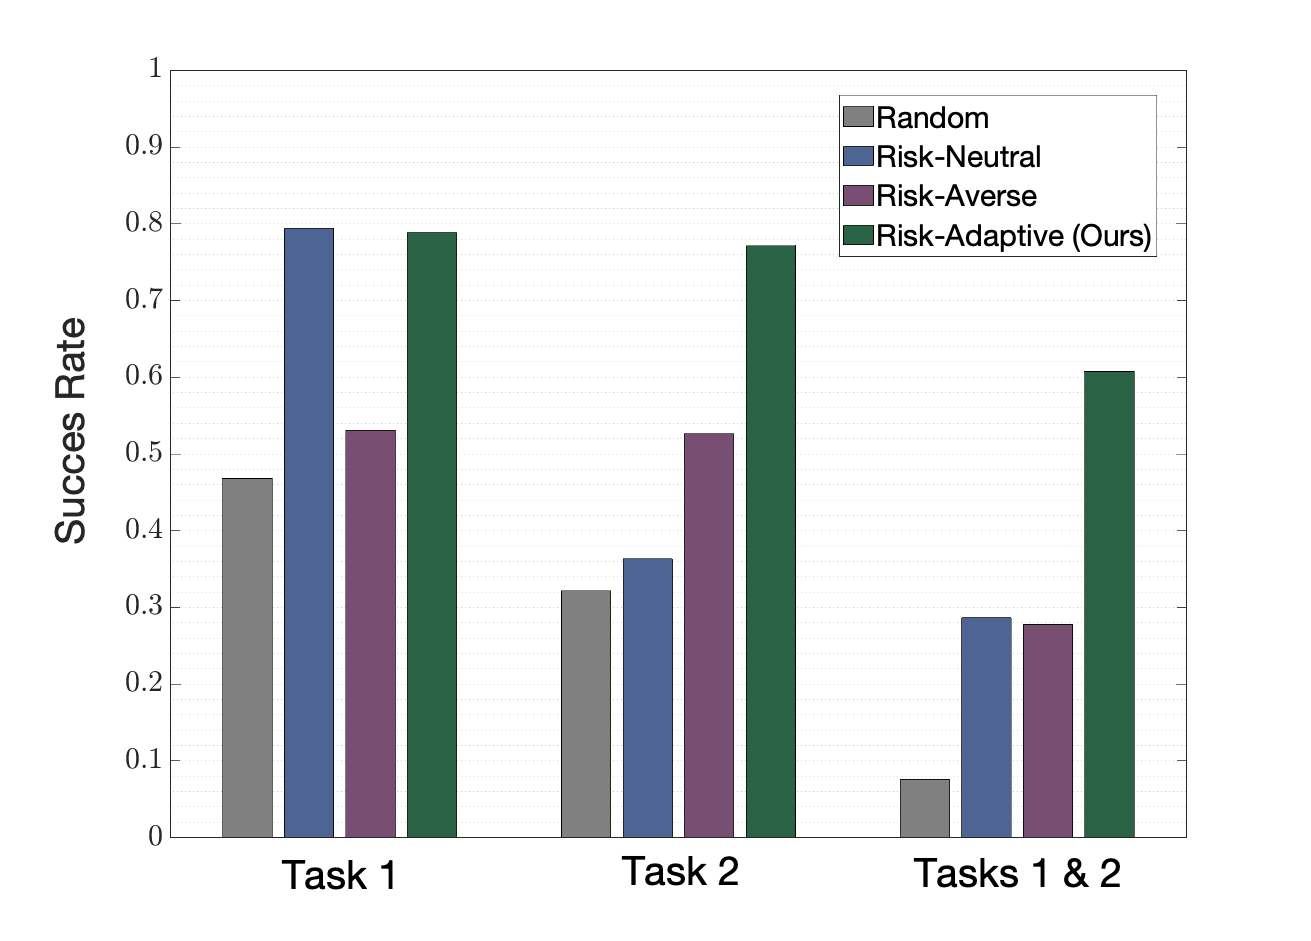 1
0.9
0.8
0.7
0.6
0.5
0.4
0.3
0.2
0.1
0
Succes Rate
Random
Risk-Neutral
Risk-Averse
Risk-Adaptive (Ours)
Task 1
Task 2
Tasks 1 & 2